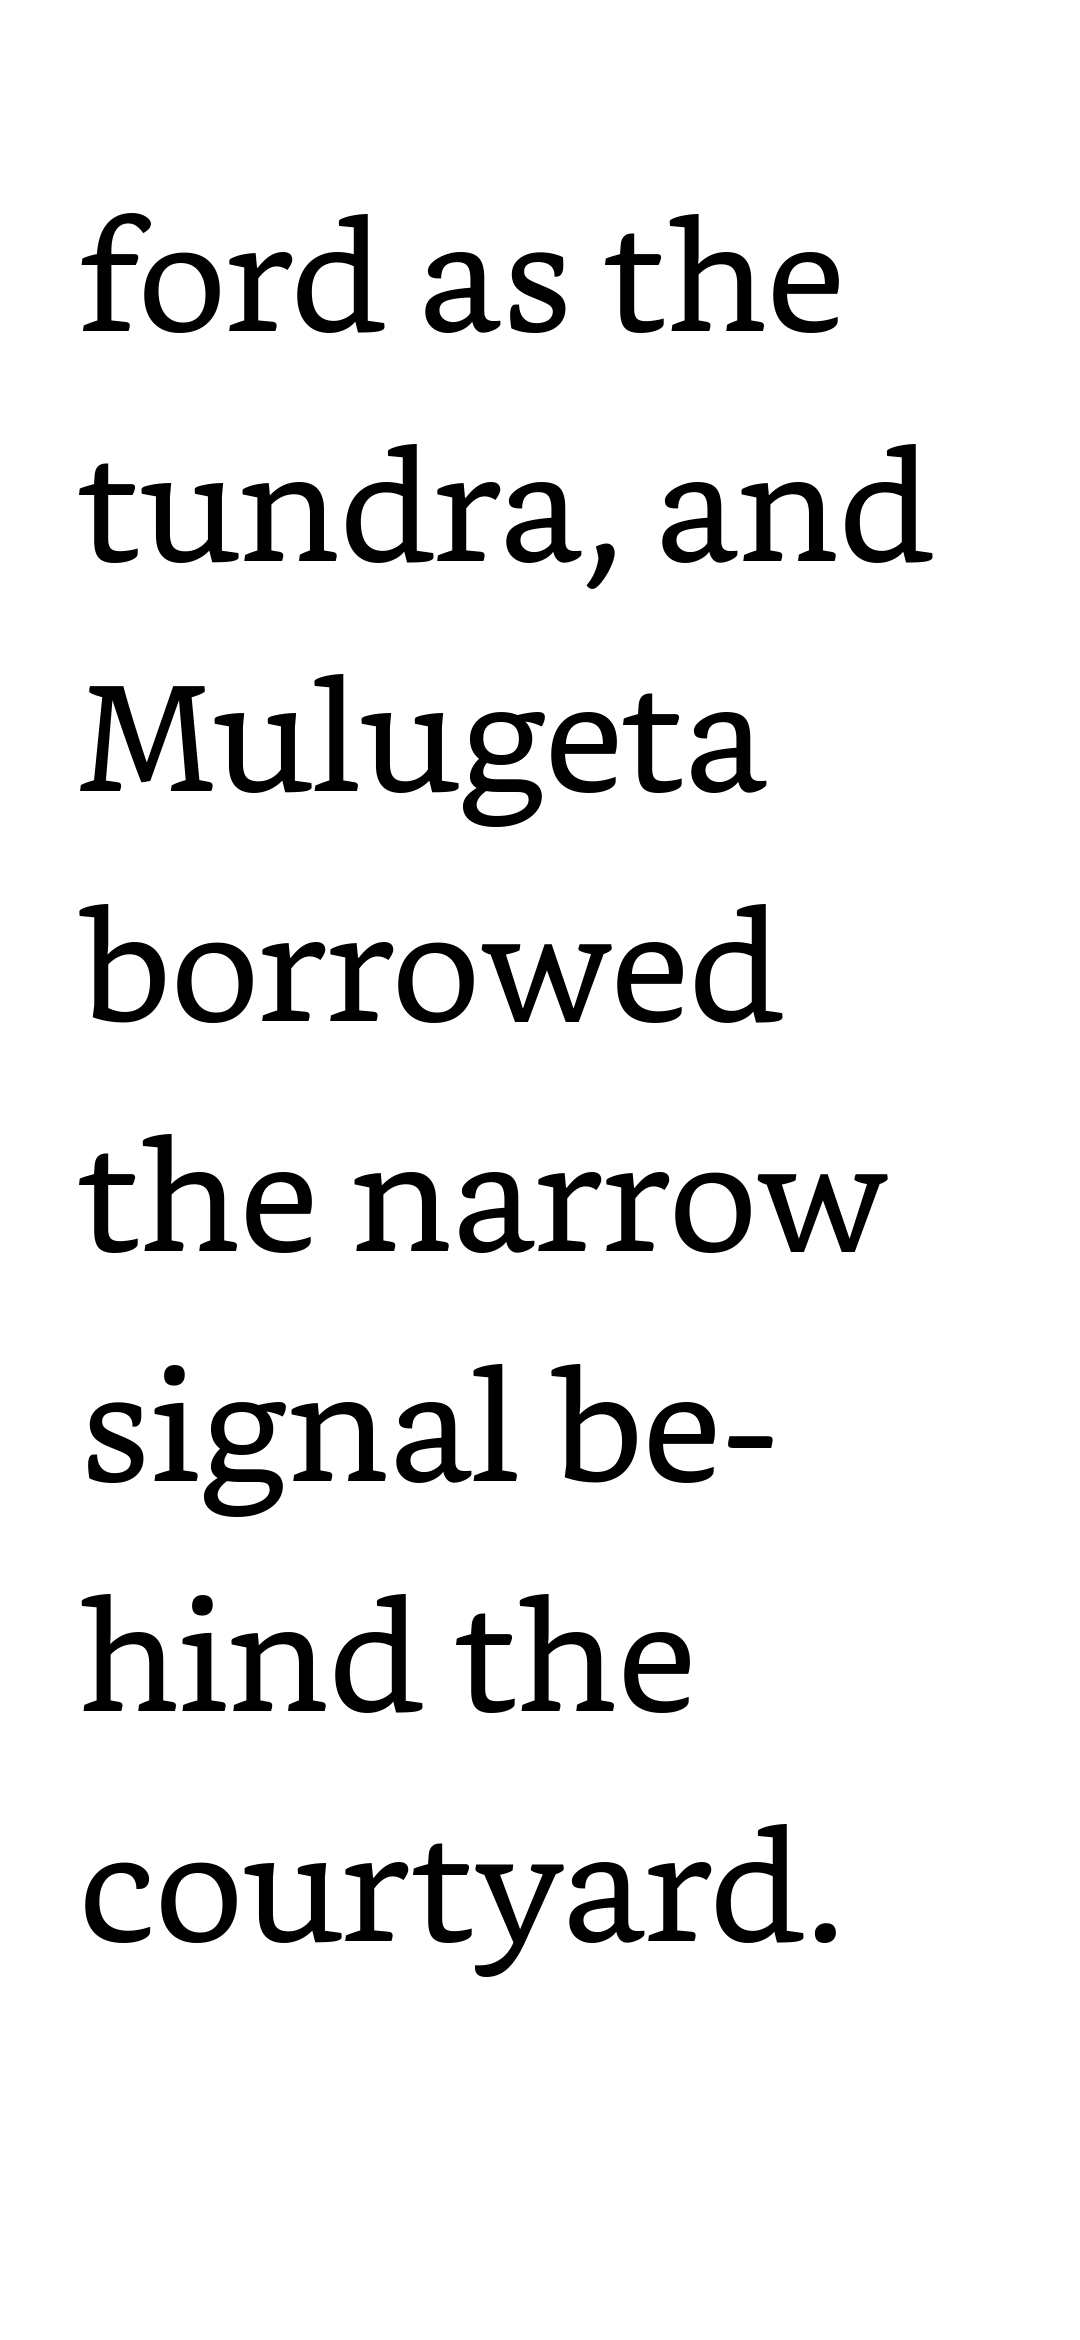 ford as the
tundra, and
Mulugeta
borrowed
the narrow
signal be-
hind the
courtyard.